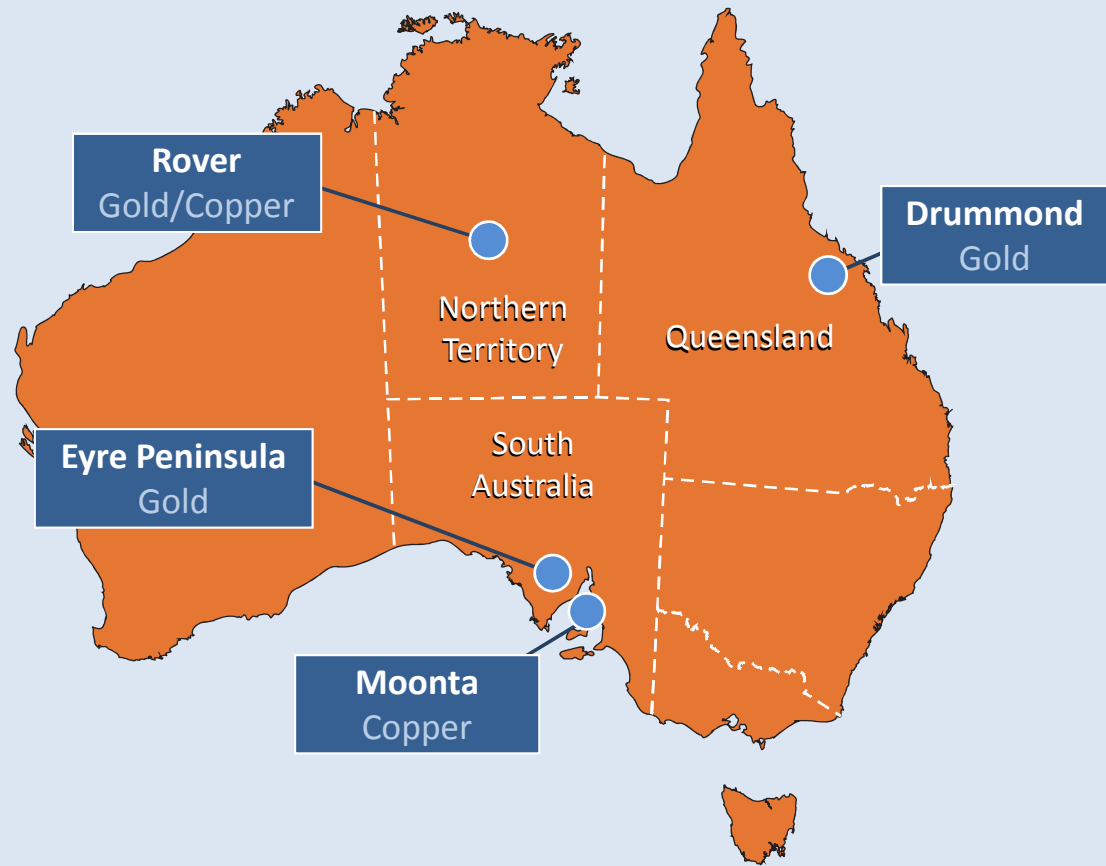 Rover
Gold/Copper
Drummond
Gold
Northern
Territory
Queensland
South
Australia
Eyre Peninsula
Gold
Moonta
Copper